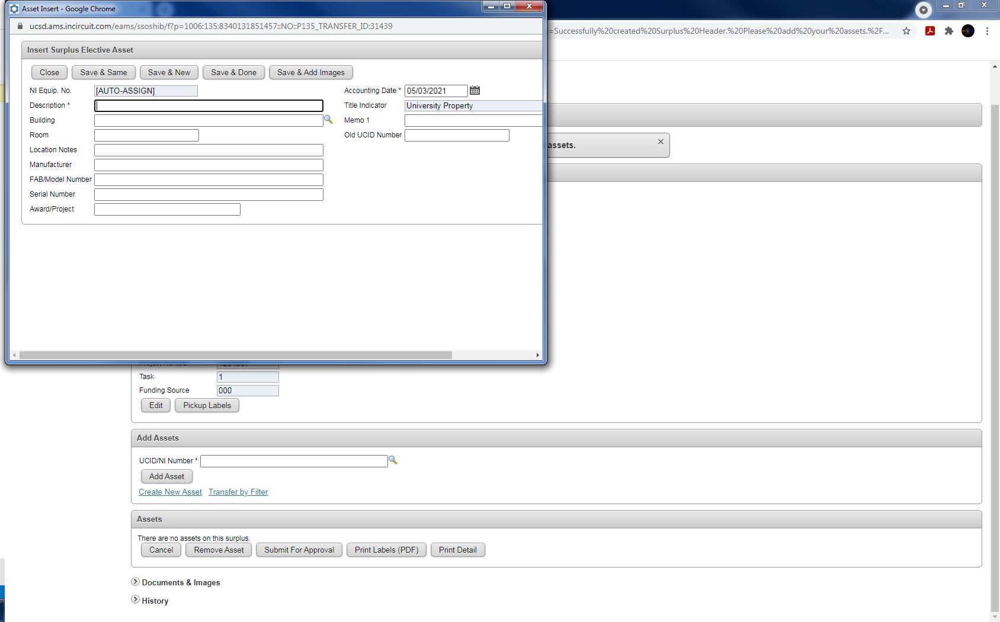 Asset Insert - Google Chrome
ucsd.ams.incircuit.com/eams/ssoshib/f?p=1006:135:8340131851457::NO::P135_TRANSFER_ID:31439
=Successfully%20created%20Surplus%20Header.%20Please%20add%20your%20assets.%2F...
Insert Surplus Elective Asset
Close Save & Same Save & New Save & Done Save & Add Images
NI Equip. No. [AUTO-ASSIGN] Accounting Date * 05/03/2021
Description * Title Indicator University Property
Building Memo 1
Room Old UCID Number
assets.
Location Notes
Manufacturer
FAB/Model Number
Serial Number
Award/Project
Task 1
Funding Source 000
Edit Pickup Labels
Add Assets
UCID/NI Number *
Add Asset
Create New Asset Transfer by Filter
Assets
There are no assets on this surplus.
Cancel Remove Asset Submit For Approval Print Labels (PDF) Print Detail
Documents & Images
History